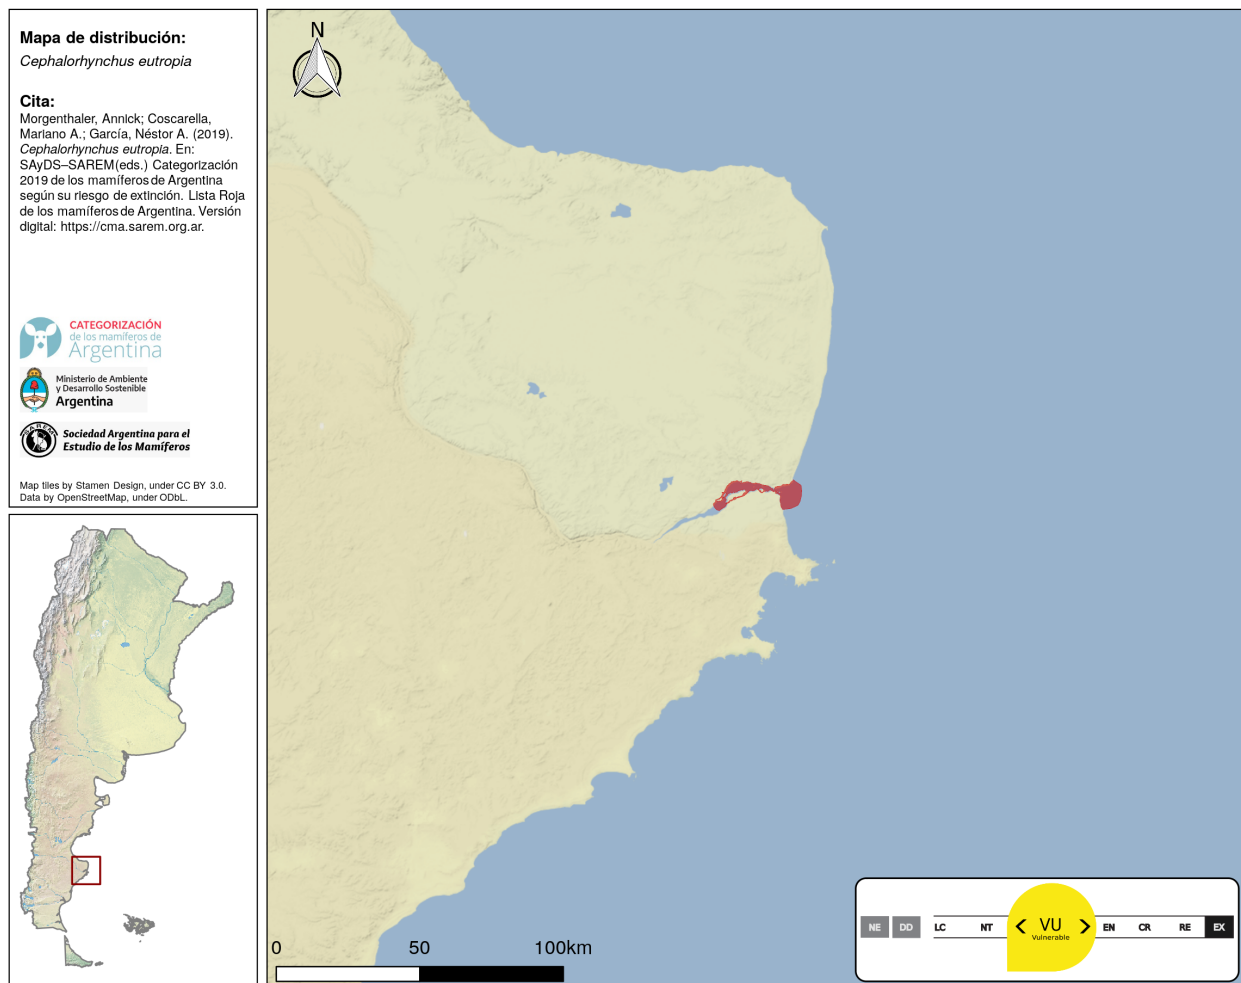 Mapa de distribución:
Cephalorhynchus eutropia
Cita:
Morgenthaler, Annick; Coscarella,
Mariano A.; García, Néstor A. (2019).
Cephalorhynchus eutropia. En:
SAyDS–SAREM(eds.) Categorización
2019 de los mamíferos de Argentina
según su riesgo de extinción. Lista Roja
de los mamíferos de Argentina. Versión
digital: https://cma.sarem.org.ar.
CATEGORIZACIÓN
de los mamíferos de
Argentina
Ministerio de Ambiente
y Desarrollo Sostenible
Argentina
SAREM
Sociedad Argentina para el
Estudio de los Mamíferos
Map tiles by Stamen Design, under CC BY 3.0.
Data by OpenStreetMap, under ODbL.
N
0 50 100km
NE DD LC NT < VU > EN CR RE EX
Vulnerable